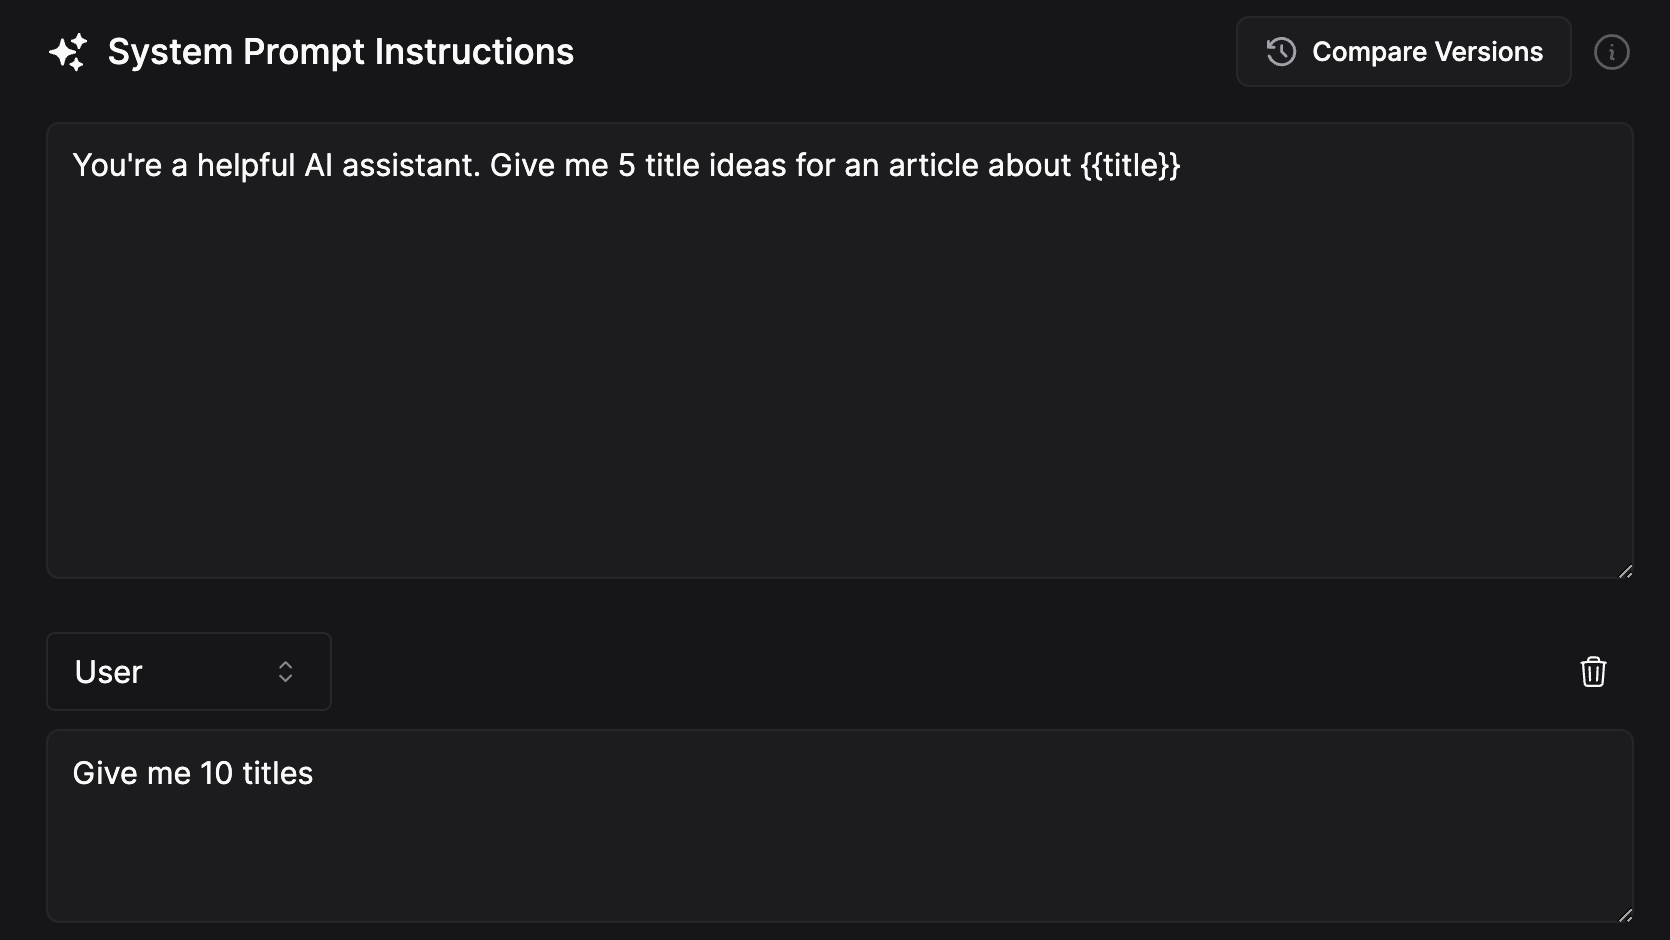 System Prompt Instructions
Compare Versions
You're a helpful AI assistant. Give me 5 title ideas for an article about {{title}}
User
Give me 10 titles